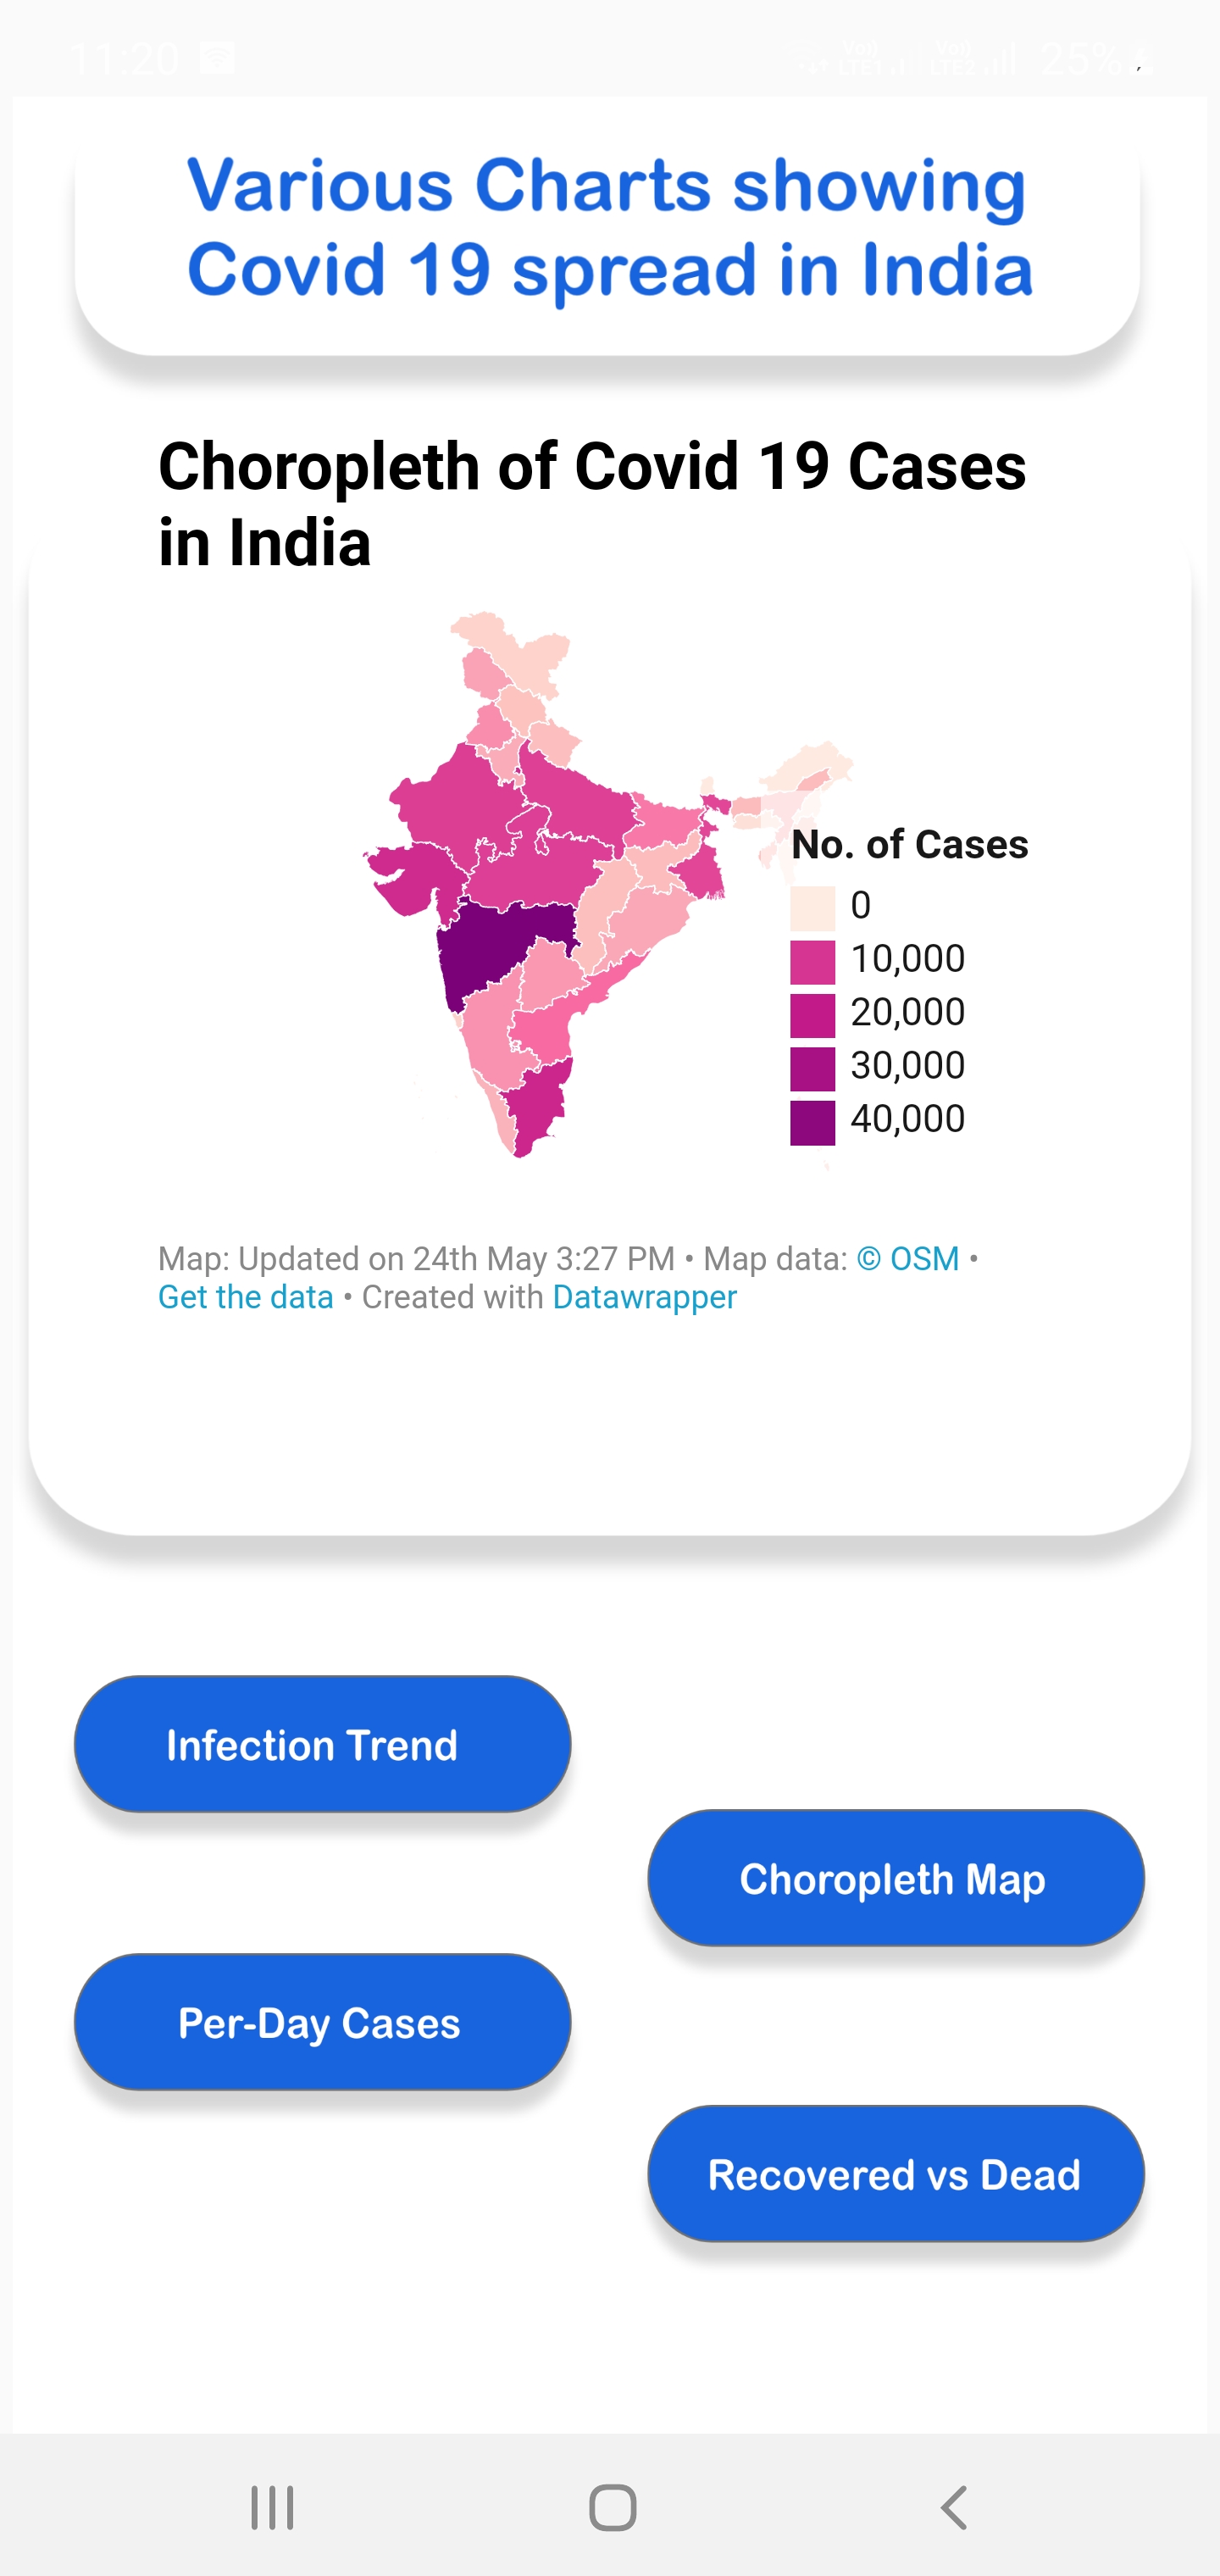 11:20
Vo)) LTE1 Vo)) LTE2 25%
Various Charts showing
Covid 19 spread in India
Choropleth of Covid 19 Cases
in India
No. of Cases
0
10,000
20,000
30,000
40,000
Map: Updated on 24th May 3:27 PM • Map data: © OSM •
Get the data • Created with Datawrapper
Infection Trend
Choropleth Map
Per-Day Cases
Recovered vs Dead